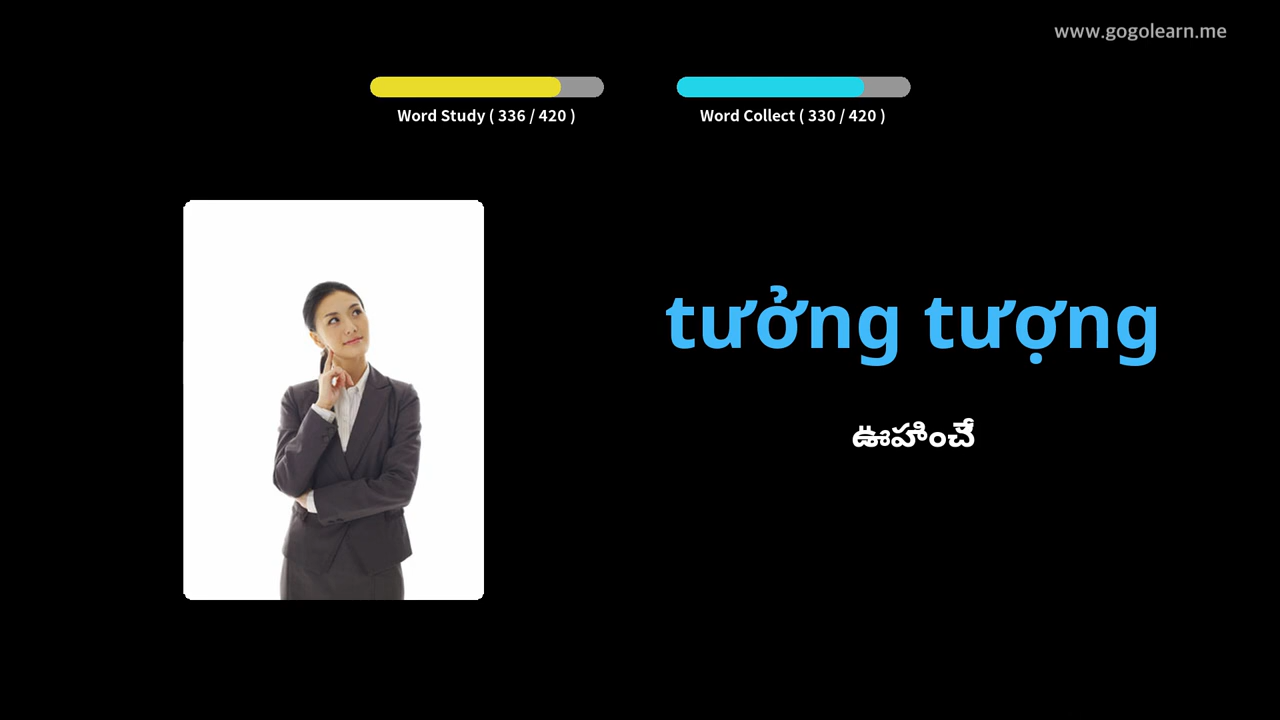 www.gogolearn.me
Word Study ( 336 / 420 )
Word Collect ( 330 / 420 )
tưởng tượng
ఊహించే